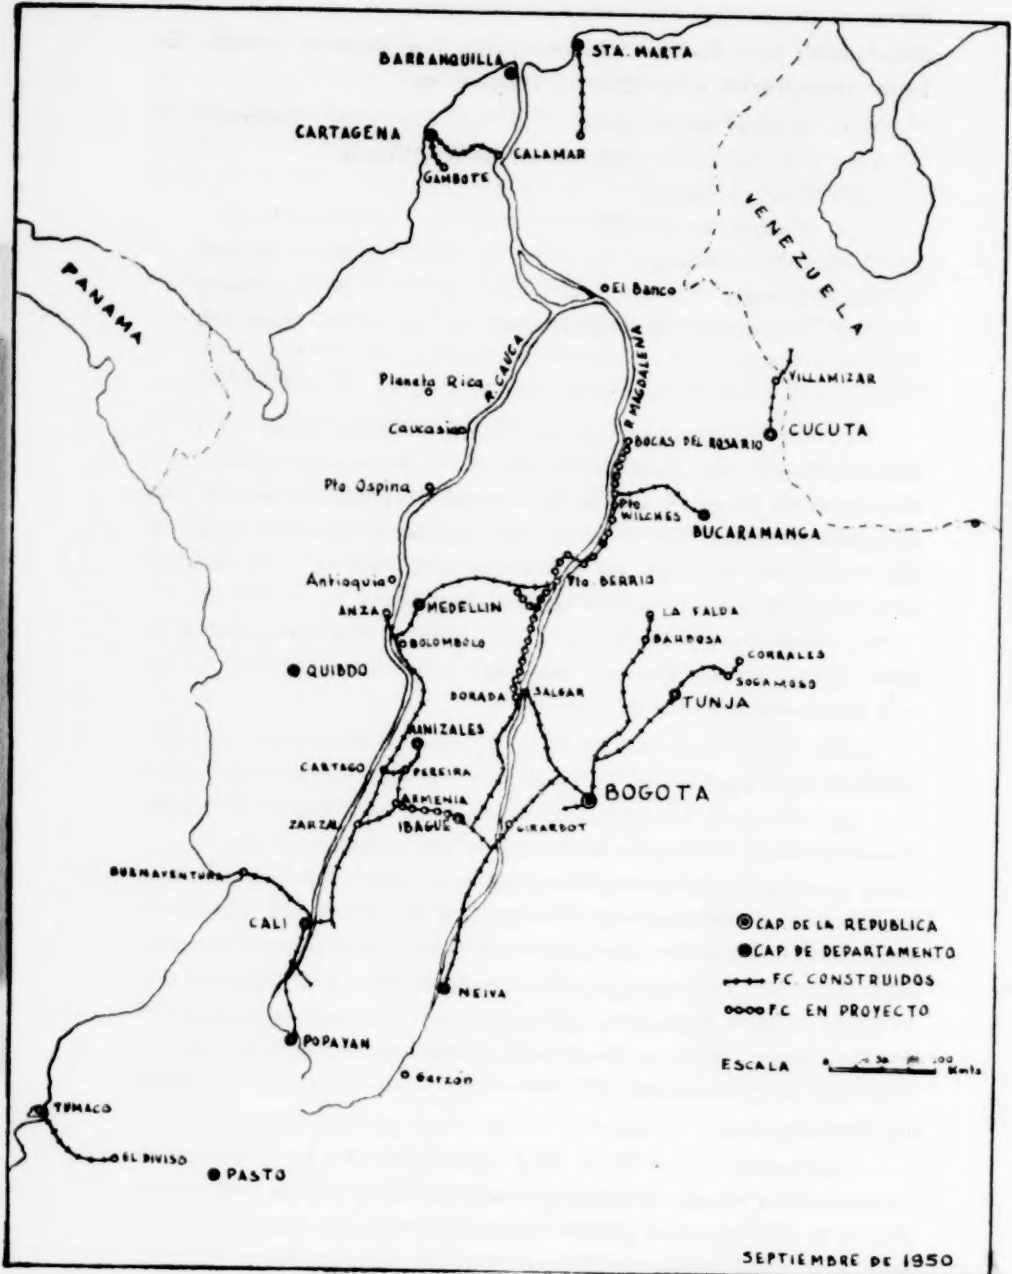 STA. MARTA
BARRANQUILLA
CARTAGENA
CALAMAR
GAMBOTE
VENEZUELA
PANAMA
El Banco
R. CAUCA
R. MAGDALENA
Planeta Rica
VILLAMIZAR
Caucasia
CUCUTA
BOCAS DEL ROSARIO
Pto Ospina
Pto
WILCHES
BUCARAMANGA
Antioquia
Pto. BERRIO
MEDELLIN
ANZA
LA FALDA
BARBOSA
BOLOMBOLO
CORRALES
SOGAMOSO
QUIBDO
DORADA
SALGAR
TUNJA
MANIZALES
CARTAGO
PEREIRA
BOGOTA
ARMENIA
ZARZAL
IBAGUE
GIRARDOT
BUENAVENTURA
CALI
CAP. DE LA REPUBLICA
CAP. DE DEPARTAMENTO
F.C. CONSTRUIDOS
FC. EN PROYECTO
NEIVA
POPAYAN
ESCALA
Kmts.
Garzón
TUMACO
EL DIVISO
PASTO
SEPTIEMBRE DE 1950